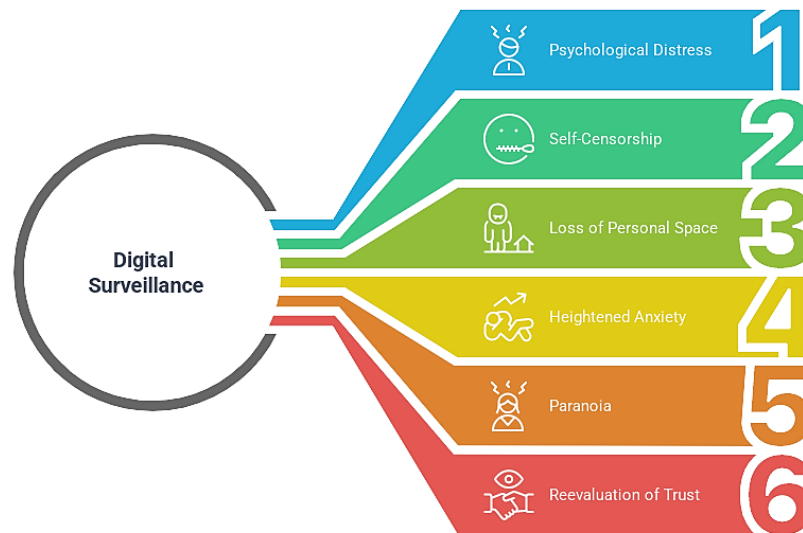 Digital
Surveillance
Psychological Distress
1
Self-Censorship
2
Loss of Personal Space
3
Heightened Anxiety
4
Paranoia
5
Reevaluation of Trust
6